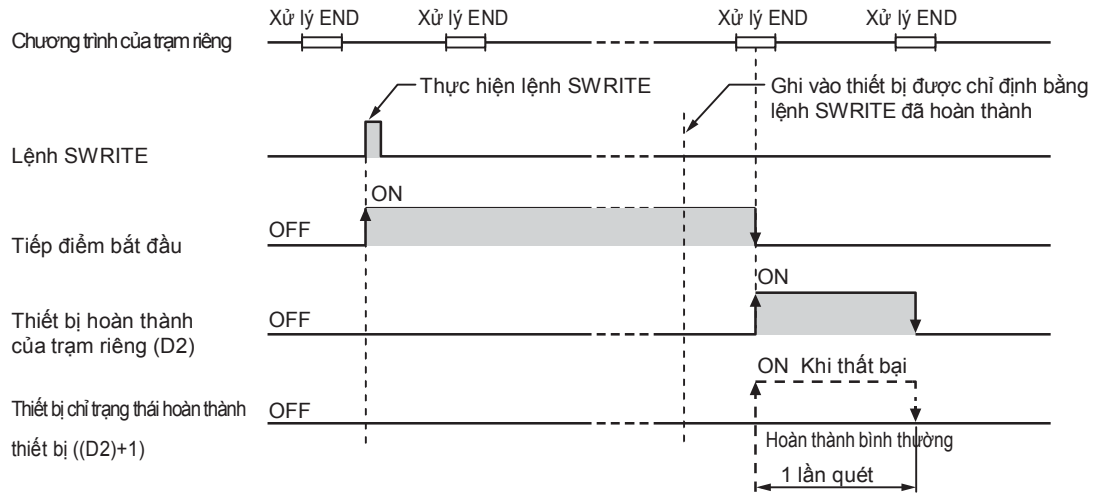 Xử lý END Xử lý END Xử lý END Xử lý END
Chương trình của trạm riêng
Thực hiện lệnh SWRITE
Ghi vào thiết bị được chỉ định bằng
lệnh SWRITE đã hoàn thành
Lệnh SWRITE
ON
OFF
Tiếp điểm bắt đầu
ON
OFF
Thiết bị hoàn thành
của trạm riêng (D2)
ON Khi thất bại
Thiết bị chỉ trạng thái hoàn thành
OFF
thiết bị ((D2)+1)
Hoàn thành bình thường
1 lần quét